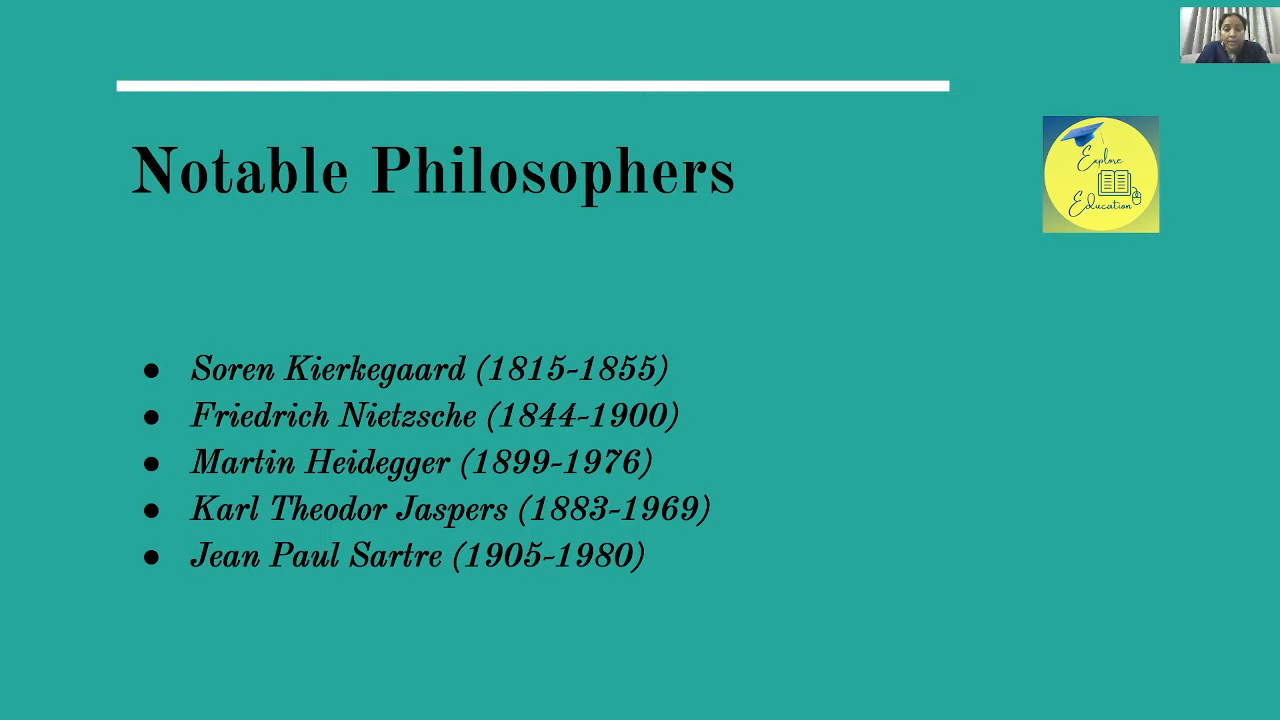 Notable Philosophers
Explore
Education
● Soren Kierkegaard (1815-1855)
● Friedrich Nietzsche (1844-1900)
● Martin Heidegger (1899-1976)
● Karl Theodor Jaspers (1883-1969)
● Jean Paul Sartre (1905-1980)